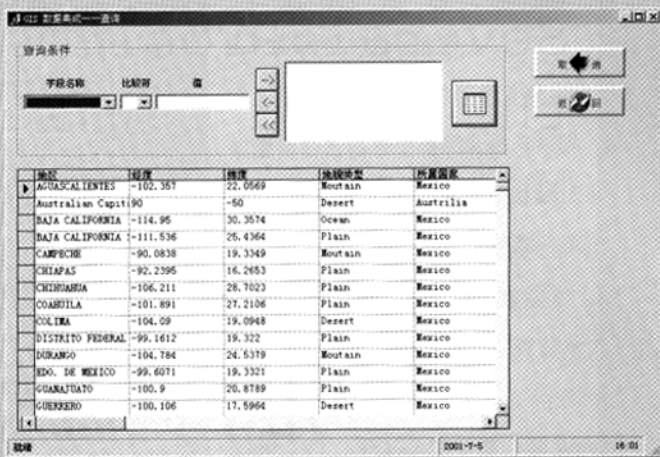 GIS 数据集成——查询
查询条件
字段名称 比较符 值
->
<-
<<
取 消
返 回
地区 经度 纬度 地貌类型 所属国家
AGUASCALIENTES -102.357 22.0569 Moutain Mexico
Australian Capit 90 -50 Desert Austrilia
BAJA CALIFORNIA -114.95 30.3574 Ocean Mexico
BAJA CALIFORNIA -111.536 25.4364 Plain Mexico
CAMPECHE -90.0838 19.3349 Moutain Mexico
CHIAPAS -92.2395 16.2653 Plain Mexico
CHIHUAHUA -106.211 28.7023 Plain Mexico
COAHUILA -101.891 27.2106 Plain Mexico
COLIMA -104.09 19.0948 Desert Mexico
DISTRITO FEDERAL -99.1612 19.322 Plain Mexico
DURANGO -104.784 24.5379 Moutain Mexico
EDO. DE MEXICO -99.6071 19.3321 Plain Mexico
GUANAJUATO -100.9 20.8789 Plain Mexico
GUERRERO -100.106 17.5964 Desert Mexico
就绪 2001-7-5 16:01